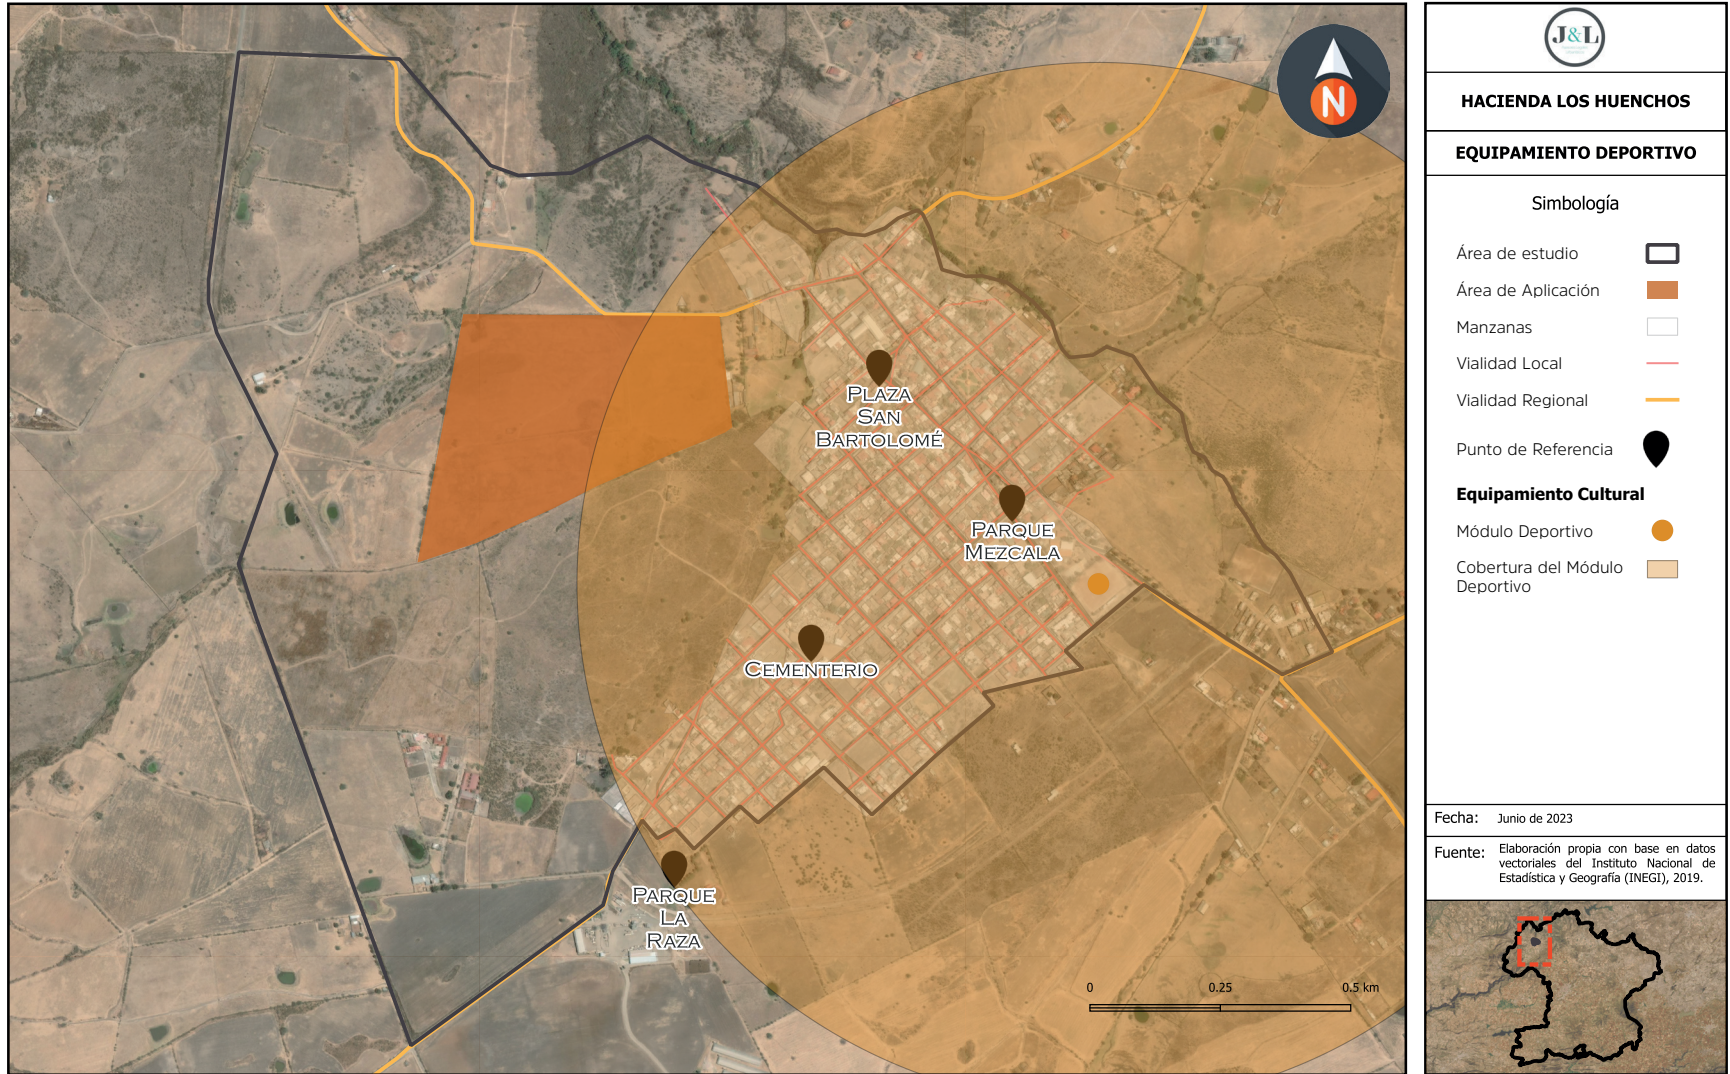 N
PLAZA
SAN
BARTOLOMÉ
PARQUE
MEZCALA
CEMENTERIO
PARQUE
LA
RAZA
0 0.25 0.5 km
J&L
HACIENDA LOS HUENCHOS
EQUIPAMIENTO DEPORTIVO
Simbología
Área de estudio
Área de Aplicación
Manzanas
Vialidad Local
Vialidad Regional
Punto de Referencia
Equipamiento Cultural
Módulo Deportivo
Cobertura del Módulo
Deportivo
Fecha: Junio de 2023
Fuente: Elaboración propia con base en datos
vectoriales del Instituto Nacional de
Estadística y Geografía (INEGI), 2019.